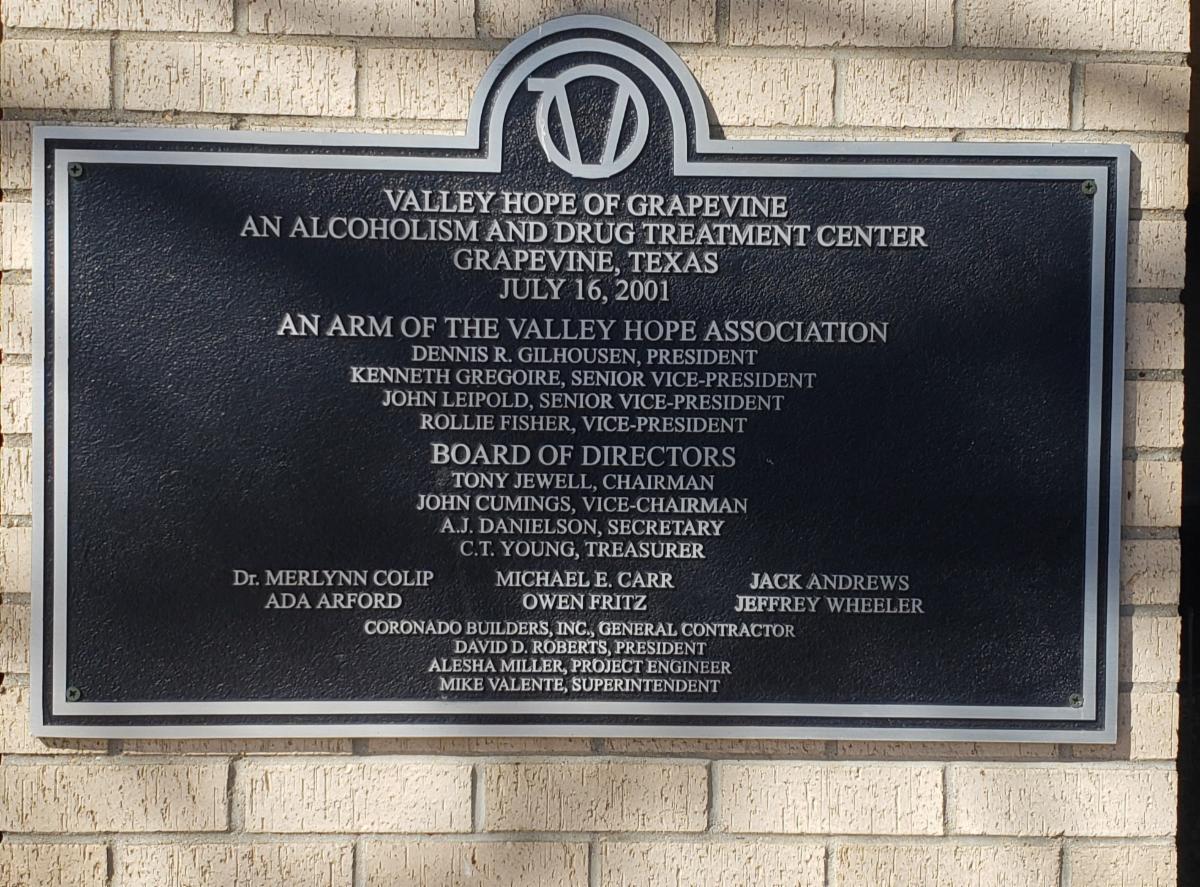 VALLEY HOPE OF GRAPEVINE
AN ALCOHOLISM AND DRUG TREATMENT CENTER
GRAPEVINE, TEXAS
JULY 16, 2001
AN ARM OF THE VALLEY HOPE ASSOCIATION
DENNIS R. GILHOUSEN, PRESIDENT
KENNETH GREGOIRE, SENIOR VICE-PRESIDENT
JOHN LEIPOLD, SENIOR VICE-PRESIDENT
ROLLIE FISHER, VICE-PRESIDENT
BOARD OF DIRECTORS
TONY JEWELL, CHAIRMAN
JOHN CUMINGS, VICE-CHAIRMAN
A.J. DANIELSON, SECRETARY
C.T. YOUNG, TREASURER
Dr. MERLYNN COLIP MICHAEL E. CARR JACK ANDREWS
ADA ARFORD OWEN FRITZ JEFFREY WHEELER
CORONADO BUILDERS, INC., GENERAL CONTRACTOR
DAVID D. ROBERTS, PRESIDENT
ALESHA MILLER, PROJECT ENGINEER
MIKE VALENTE, SUPERINTENDENT